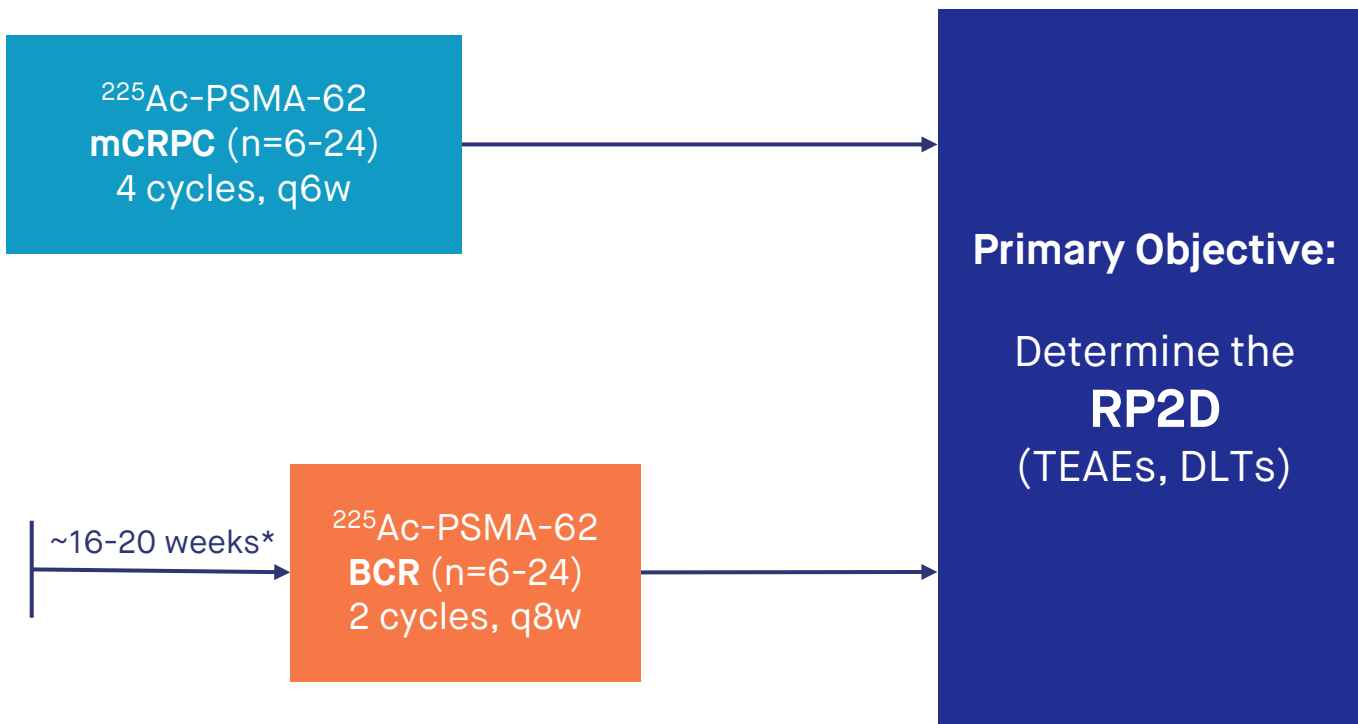 ²²⁵Ac-PSMA-62
mCRPC (n=6-24)
4 cycles, q6w
Primary Objective:
Determine the
RP2D
(TEAEs, DLTs)
~16-20 weeks*
²²⁵Ac-PSMA-62
BCR (n=6-24)
2 cycles, q8w